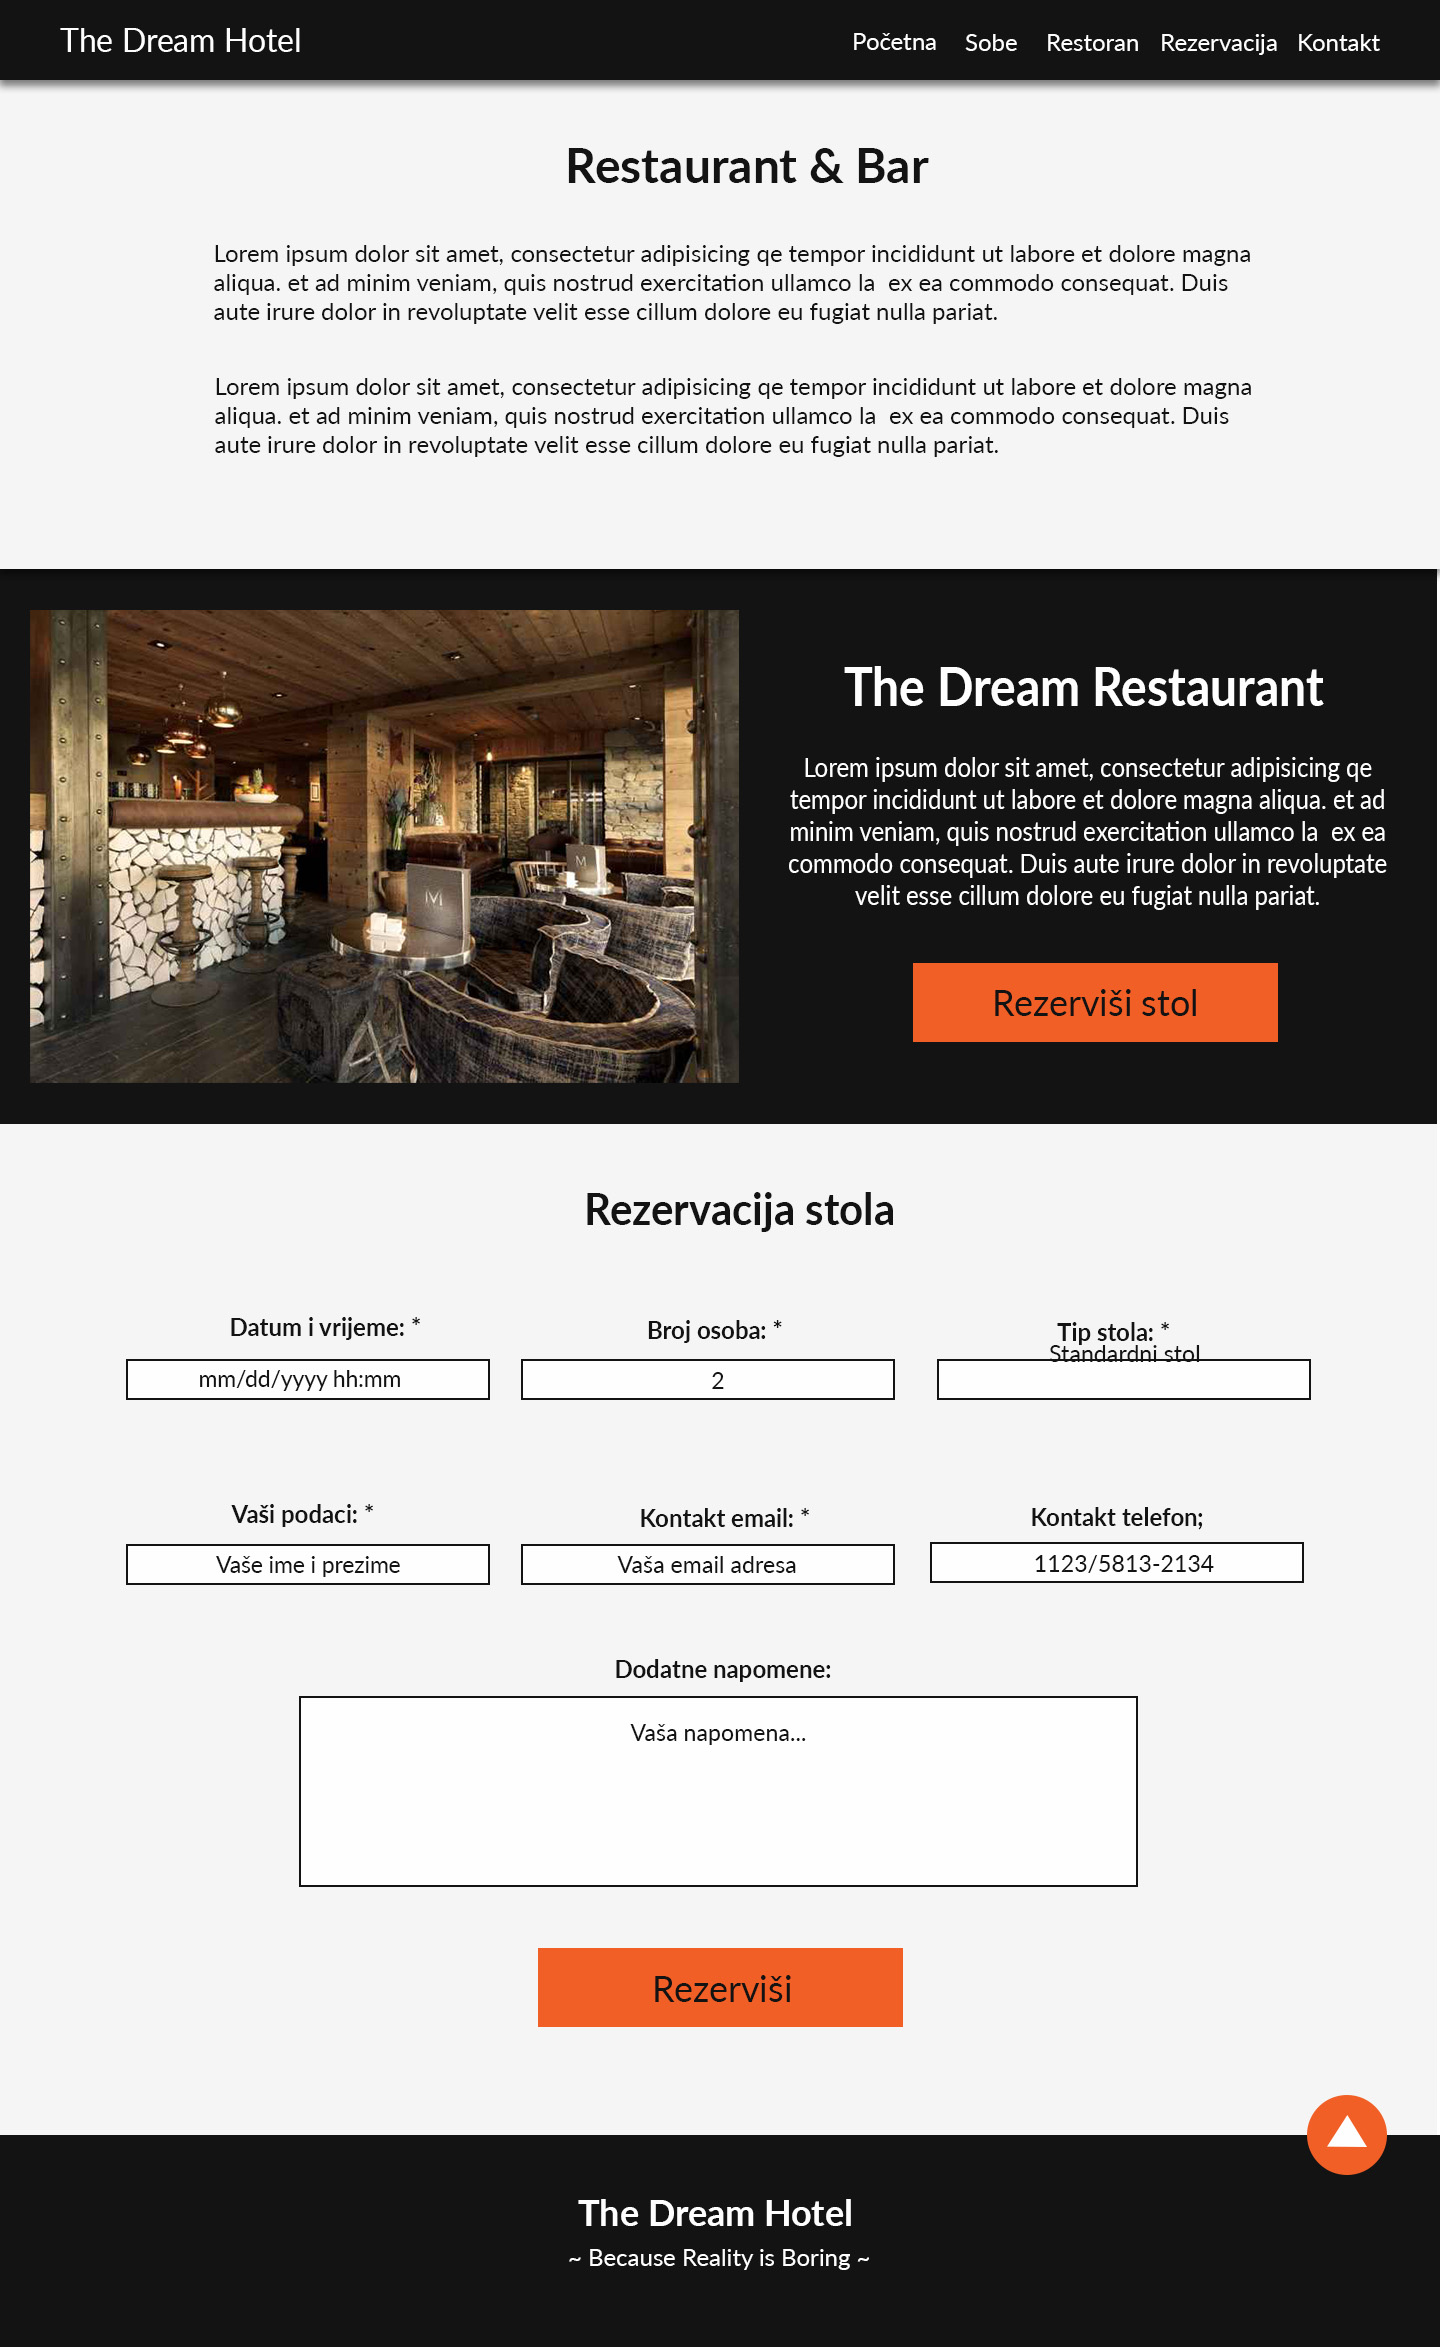 The Dream Hotel
Početna Sobe Restoran Rezervacija Kontakt
Restaurant & Bar
Lorem ipsum dolor sit amet, consectetur adipisicing qe tempor incididunt ut labore et dolore magna
aliqua. et ad minim veniam, quis nostrud exercitation ullamco la  ex ea commodo consequat. Duis
aute irure dolor in revoluptate velit esse cillum dolore eu fugiat nulla pariat.
Lorem ipsum dolor sit amet, consectetur adipisicing qe tempor incididunt ut labore et dolore magna
aliqua. et ad minim veniam, quis nostrud exercitation ullamco la  ex ea commodo consequat. Duis
aute irure dolor in revoluptate velit esse cillum dolore eu fugiat nulla pariat.
M
M
The Dream Restaurant
Lorem ipsum dolor sit amet, consectetur adipisicing qe
tempor incididunt ut labore et dolore magna aliqua. et ad
minim veniam, quis nostrud exercitation ullamco la  ex ea
commodo consequat. Duis aute irure dolor in revoluptate
velit esse cillum dolore eu fugiat nulla pariat.
Rezerviši stol
Rezervacija stola
Datum i vrijeme: *
mm/dd/yyyy hh:mm
Broj osoba: *
2
Tip stola: *
Standardni stol
Vaši podaci: *
Vaše ime i prezime
Kontakt email: *
Vaša email adresa
Kontakt telefon;
1123/5813-2134
Dodatne napomene:
Vaša napomena...
Rezerviši
The Dream Hotel
~ Because Reality is Boring ~